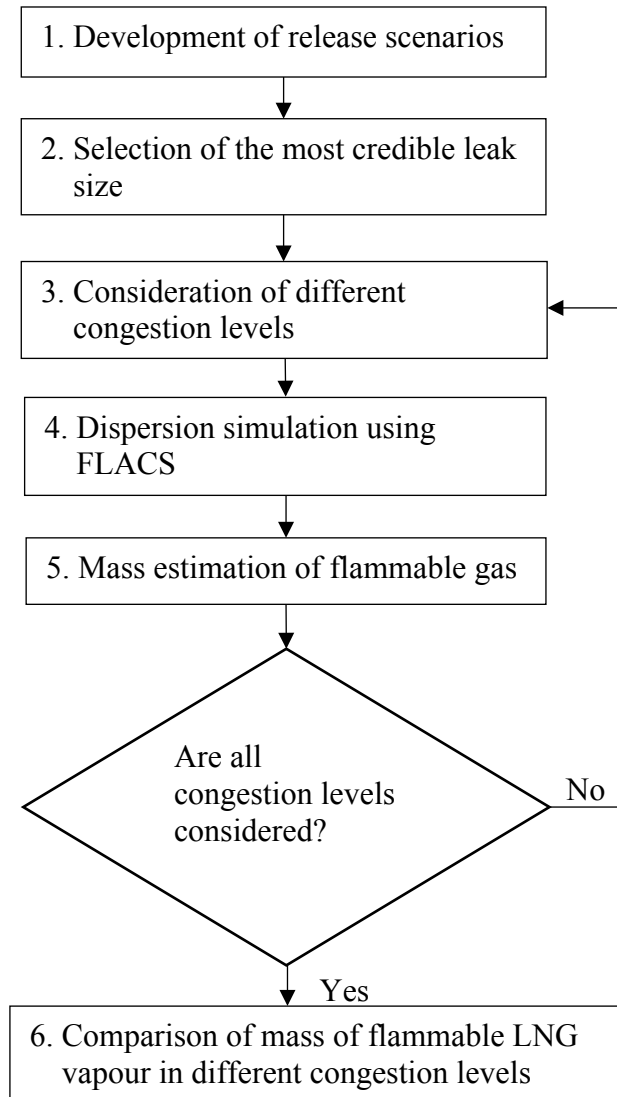 1. Development of release scenarios
2. Selection of the most credible leak
size
3. Consideration of different
congestion levels
4. Dispersion simulation using
FLACS
5. Mass estimation of flammable gas
Are all
congestion levels
considered?
No
Yes
6. Comparison of mass of flammable LNG
vapour in different congestion levels